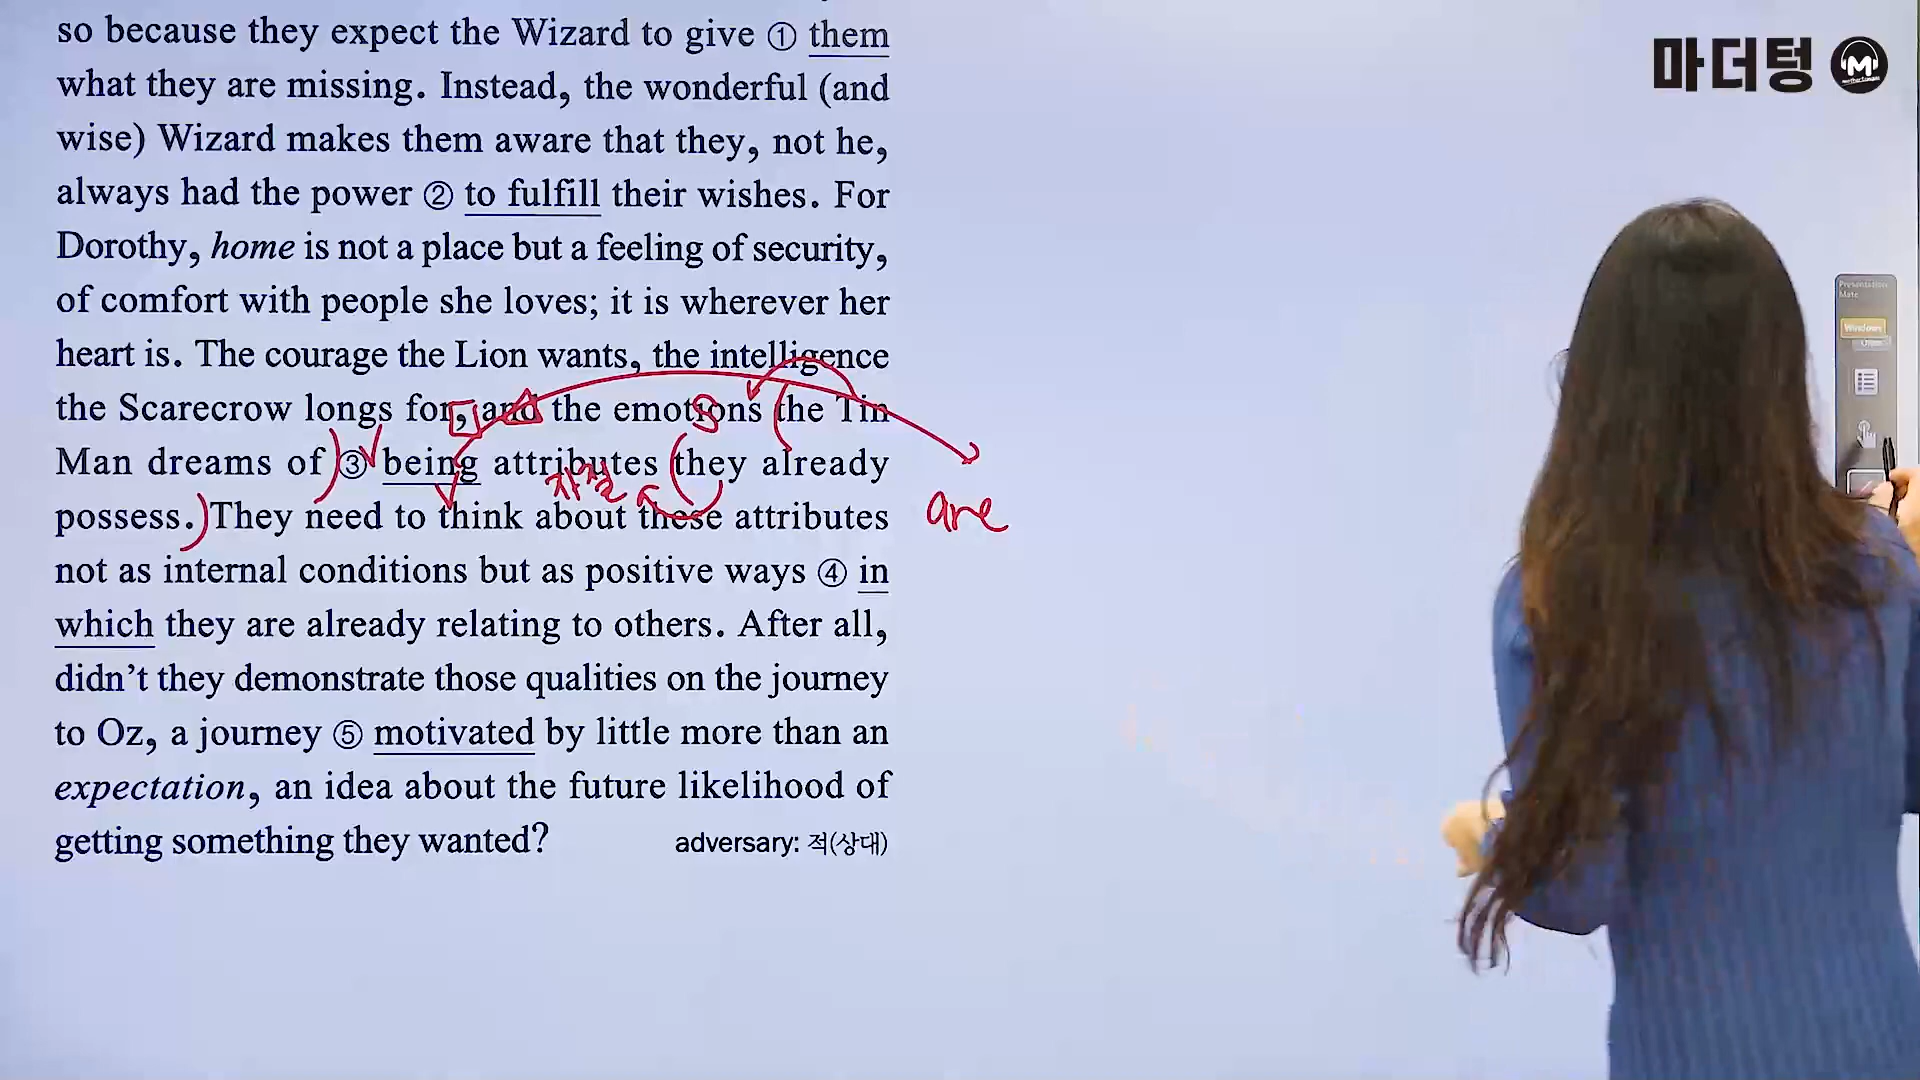 마더텅
so because they expect the Wizard to give ① them
what they are missing. Instead, the wonderful (and
wise) Wizard makes them aware that they, not he,
always had the power ② to fulfill their wishes. For
Dorothy, home is not a place but a feeling of security,
of comfort with people she loves; it is wherever her
heart is. The courage the Lion wants, the intelligence
the Scarecrow longs for, and the emotions the Tin
S
Man dreams of ③ being attributes they already
자질
are
possess. They need to think about these attributes
not as internal conditions but as positive ways ④ in
which they are already relating to others. After all,
didn't they demonstrate those qualities on the journey
to Oz, a journey ⑤ motivated by little more than an
expectation, an idea about the future likelihood of
getting something they wanted?
adversary: 적(상대)
Presentation
Mate
Windows